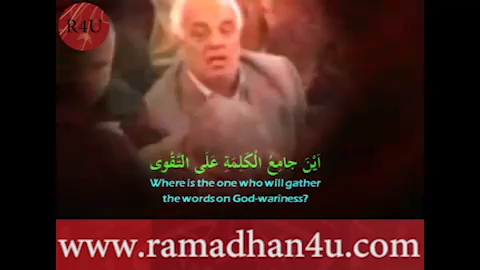 R4U
اَيْنَ جامِعُ الْكَلِمَةِ عَلَى التَّقْوى
Where is the one who will gather
the words on God-wariness?
www.ramadhan4u.com